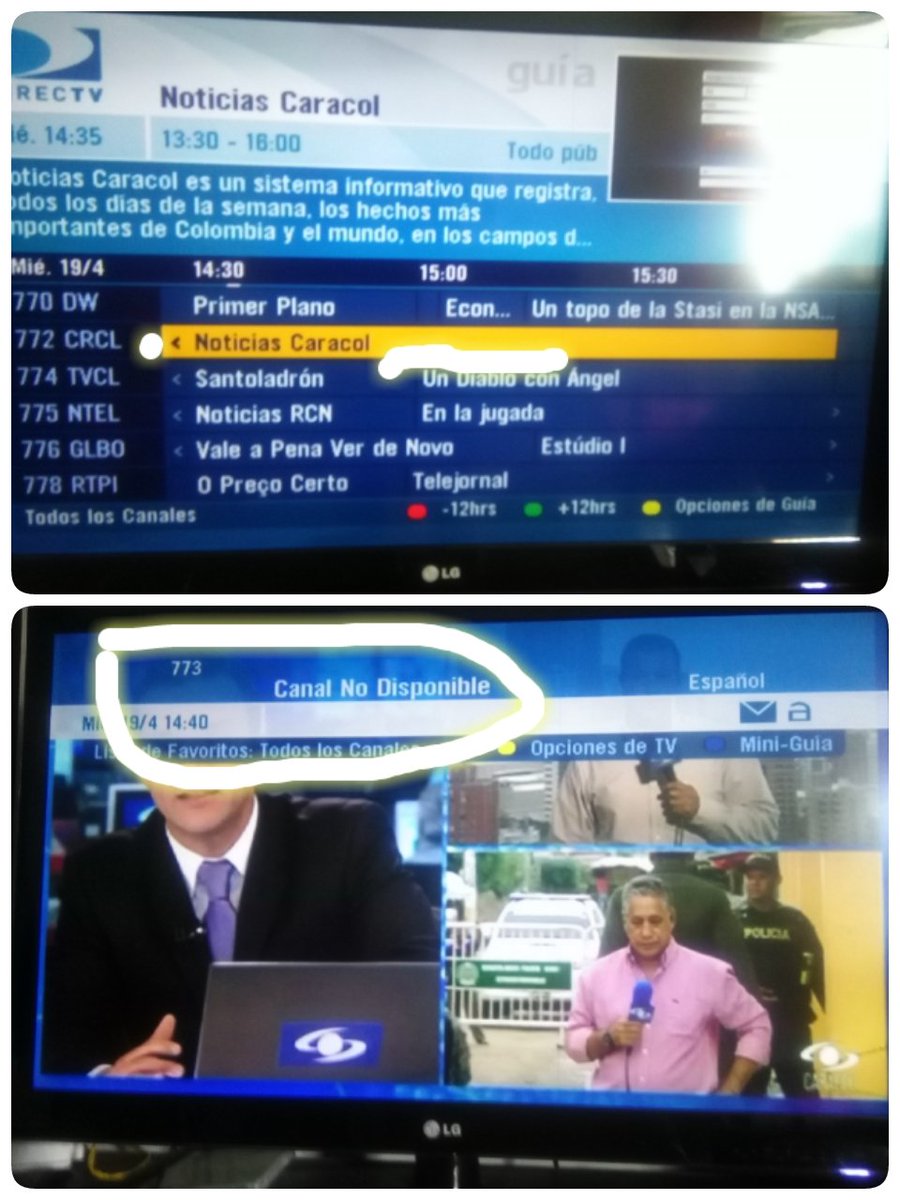 RECTV
Noticias Caracol
guía
ié. 14:35
13:30 - 16:00
Todo púb
oticias Caracol es un sistema informativo que registra,
odos los días de la semana, los hechos más
mportantes de Colombia y el mundo, en los campos d...
Mié. 19/4 14:30 15:00 15:30
770 DW Primer Plano Econ... Un topo de la Stasi en la NSA...
772 CRCL < Noticias Caracol
774 TVCL < Santoladrón Un Diablo con Ángel
775 NTEL < Noticias RCN En la jugada >
776 GLBO < Vale a Pena Ver de Novo Estúdio I >
778 RTPI O Preço Certo Telejornal >
Todos los Canales -12hrs +12hrs Opciones de Guía
LG
773
Canal No Disponible
Español
19/4 14:40
de Favoritos: Todos los Canales
Opciones de TV Mini-Guia
POLICIA
CARACOL
LG